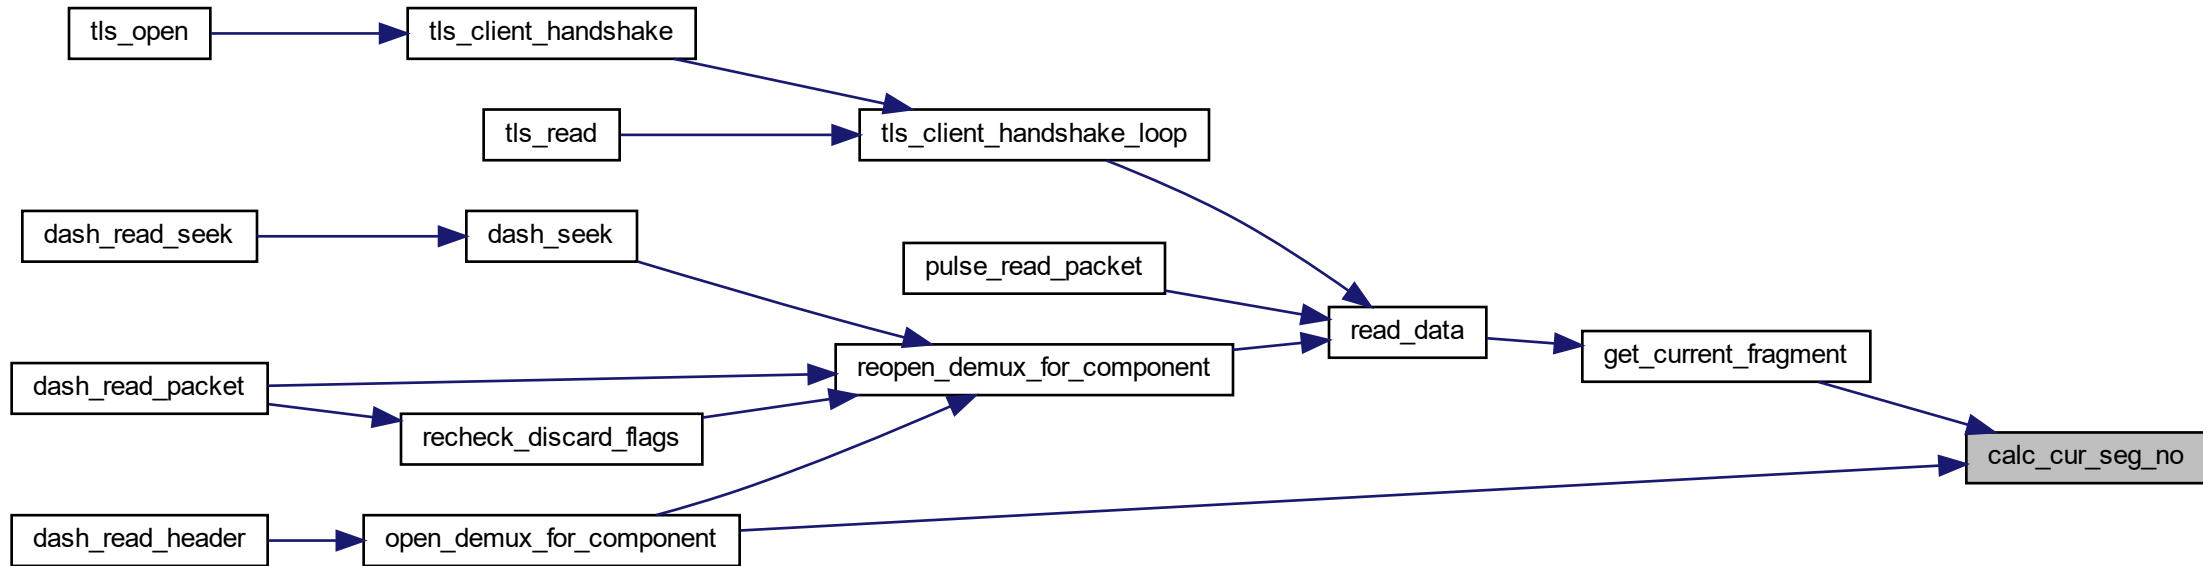 tls_open
tls_client_handshake
tls_read
tls_client_handshake_loop
dash_read_seek
dash_seek
pulse_read_packet
read_data
get_current_fragment
dash_read_packet
reopen_demux_for_component
recheck_discard_flags
calc_cur_seg_no
dash_read_header
open_demux_for_component